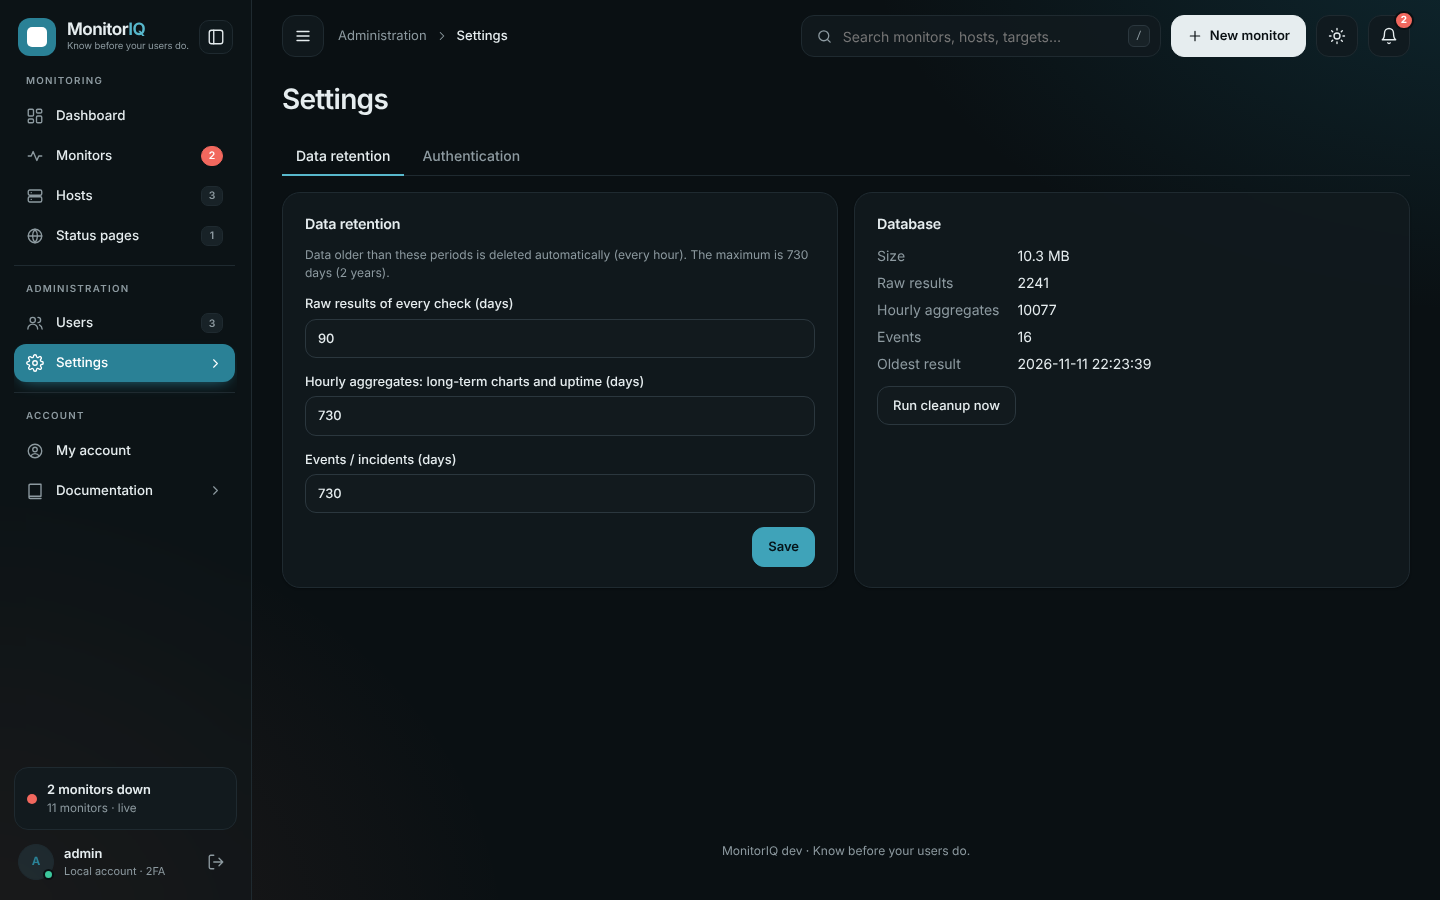 MonitorIQ
Know before your users do.
MONITORING
Dashboard
Monitors 2
Hosts 3
Status pages 1
ADMINISTRATION
Users 3
Settings
ACCOUNT
My account
Documentation
2 monitors down
11 monitors · live
A
admin
Local account · 2FA
Administration > Settings
Search monitors, hosts, targets...
/
+ New monitor
2
Settings
Data retention
Authentication
Data retention
Data older than these periods is deleted automatically (every hour). The maximum is 730
days (2 years).
Raw results of every check (days)
90
Hourly aggregates: long-term charts and uptime (days)
730
Events / incidents (days)
730
Save
Database
Size 10.3 MB
Raw results 2241
Hourly aggregates 10077
Events 16
Oldest result 2026-11-11 22:23:39
Run cleanup now
MonitorIQ dev · Know before your users do.